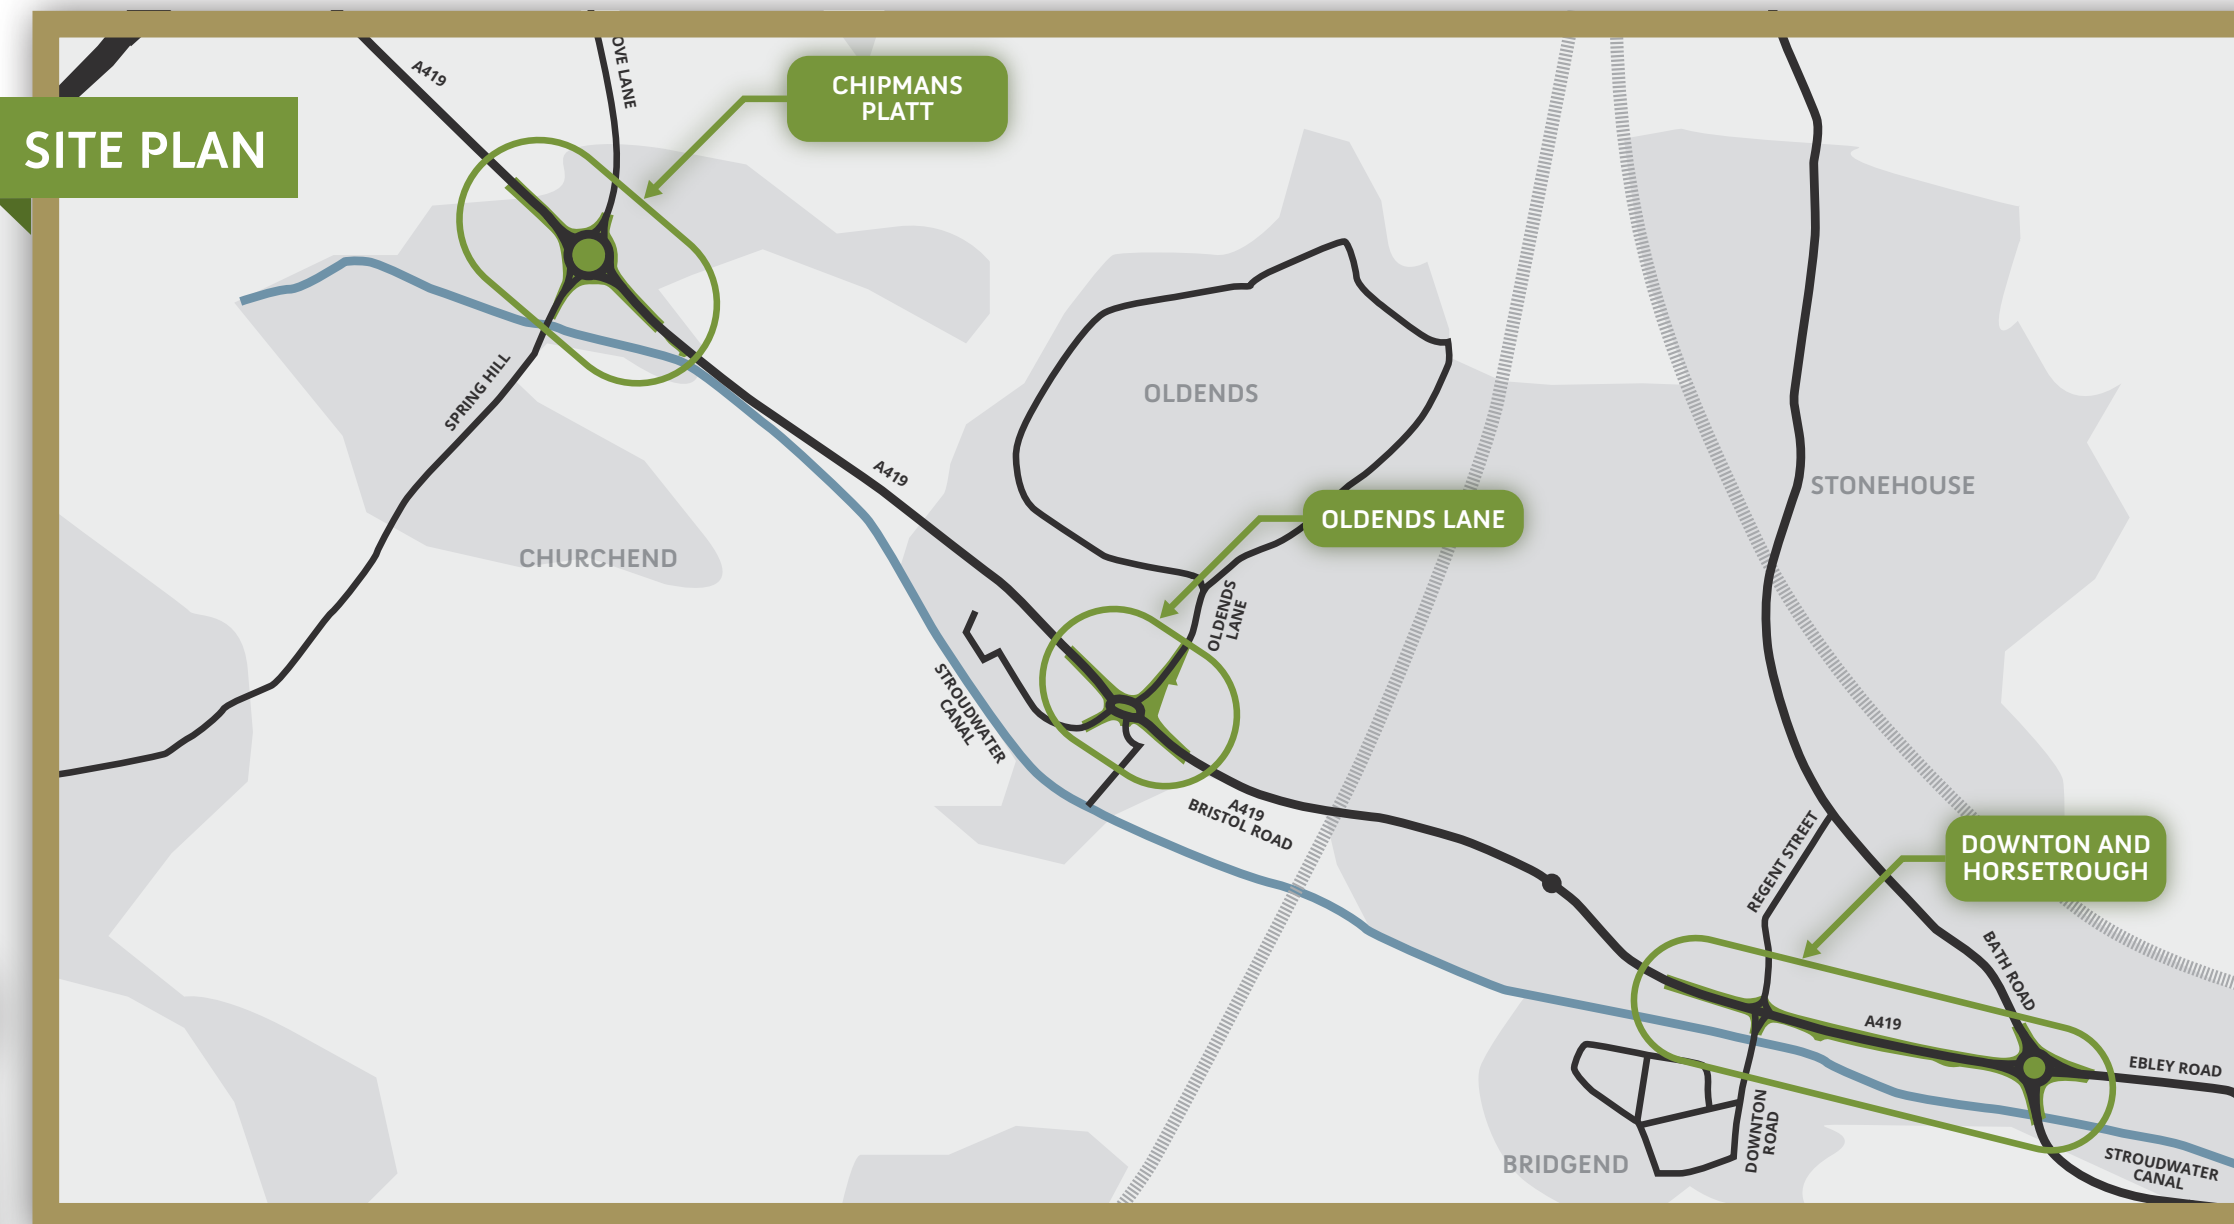 SITE PLAN
A419
OVE LANE
CHIPMANS
PLATT
SPRING HILL
CHURCHEND
A419
OLDENDS
OLDENDS LANE
STONEHOUSE
OLDENDS
LANE
STROUDWATER
CANAL
A419
BRISTOL ROAD
REGENT STREET
DOWNTON AND
HORSETROUGH
BATH ROAD
A419
EBLEY ROAD
DOWNTON
ROAD
BRIDGEND
STROUDWATER
CANAL